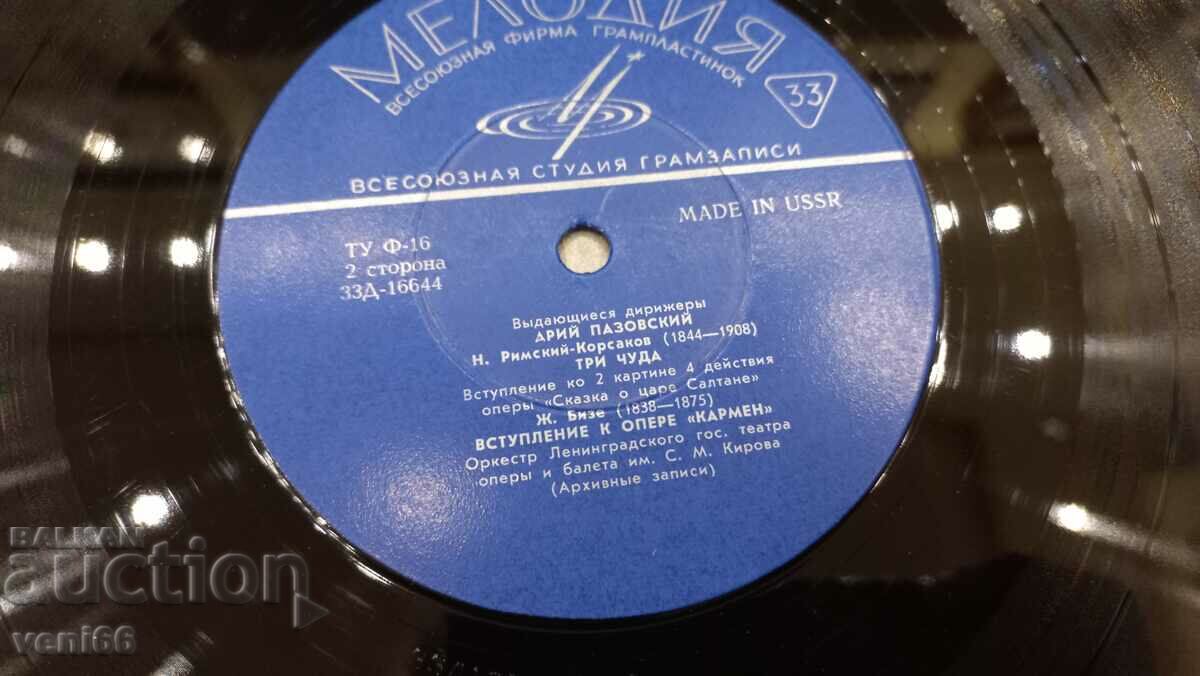 МЕЛОДИЯ
ВСЕСОЮЗНАЯ ФИРМА ГРАМПЛАСТИНОК
33
ВСЕСОЮЗНАЯ СТУДИЯ ГРАМЗАПИСИ
MADE IN USSR
ТУ Ф-16
2 сторона
33Д-16644
Выдающиеся дирижеры
АРИЙ ПАЗОВСКИЙ
Н. Римский-Корсаков (1844—1908)
ТРИ ЧУДА
Вступление ко 2 картине 4 действия
оперы «Сказка о царе Салтане»
Ж. Бизе (1838—1875)
ВСТУПЛЕНИЕ К ОПЕРЕ «КАРМЕН»
Оркестр Ленинградского гос. театра
оперы и балета им. С. М. Кирова
(Архивные записи)
BALKAN
auction
veni66